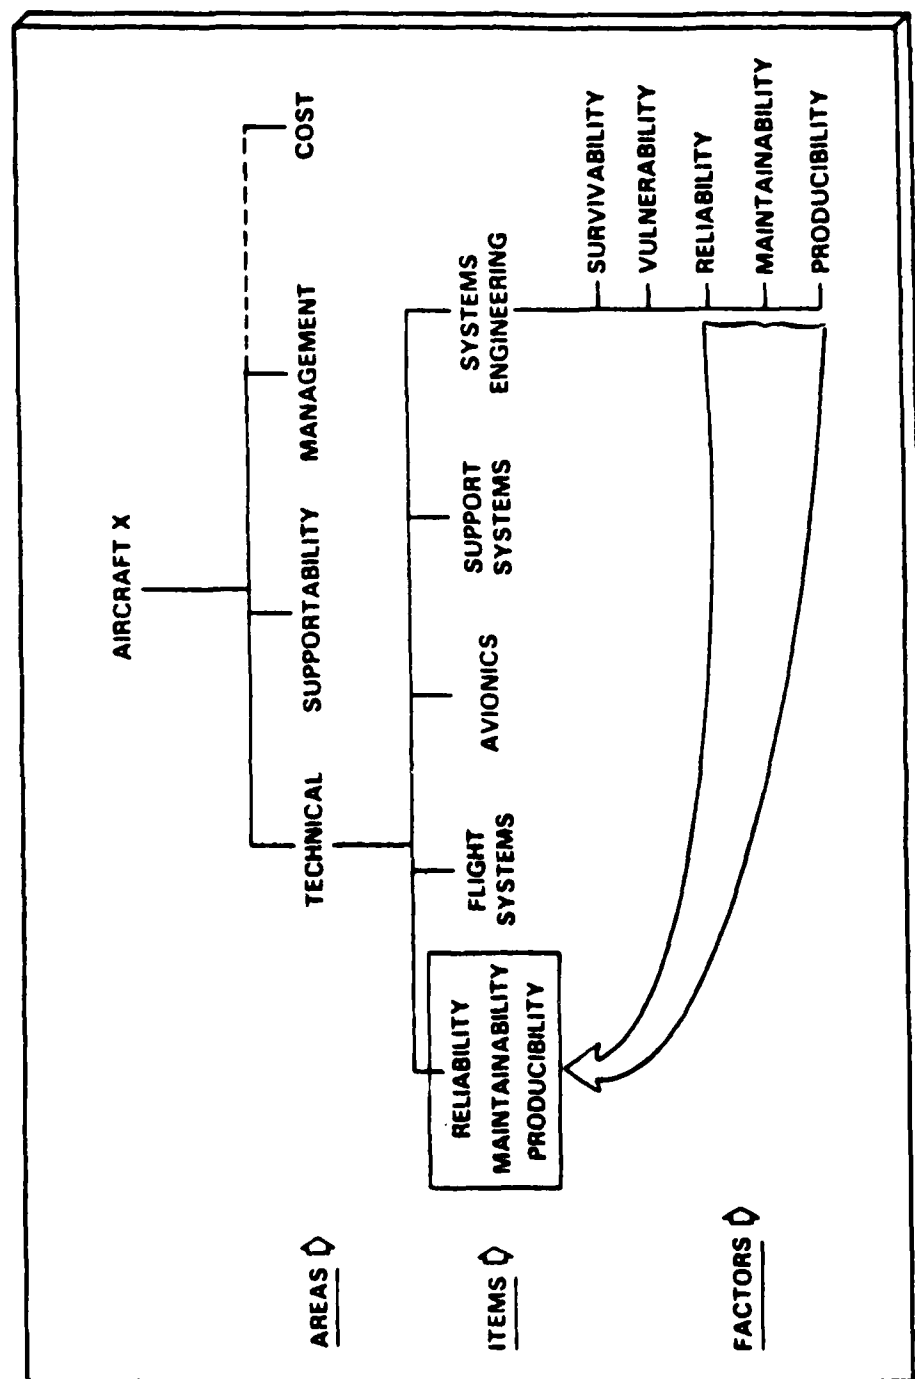 AIRCRAFT X
AREAS
TECHNICAL
SUPPORTABILITY
MANAGEMENT
COST
ITEMS
RELIABILITY
MAINTAINABILITY
PRODUCIBILITY
FLIGHT
SYSTEMS
AVIONICS
SUPPORT
SYSTEMS
SYSTEMS
ENGINEERING
FACTORS
SURVIVABILITY
VULNERABILITY
RELIABILITY
MAINTAINABILITY
PRODUCIBILITY